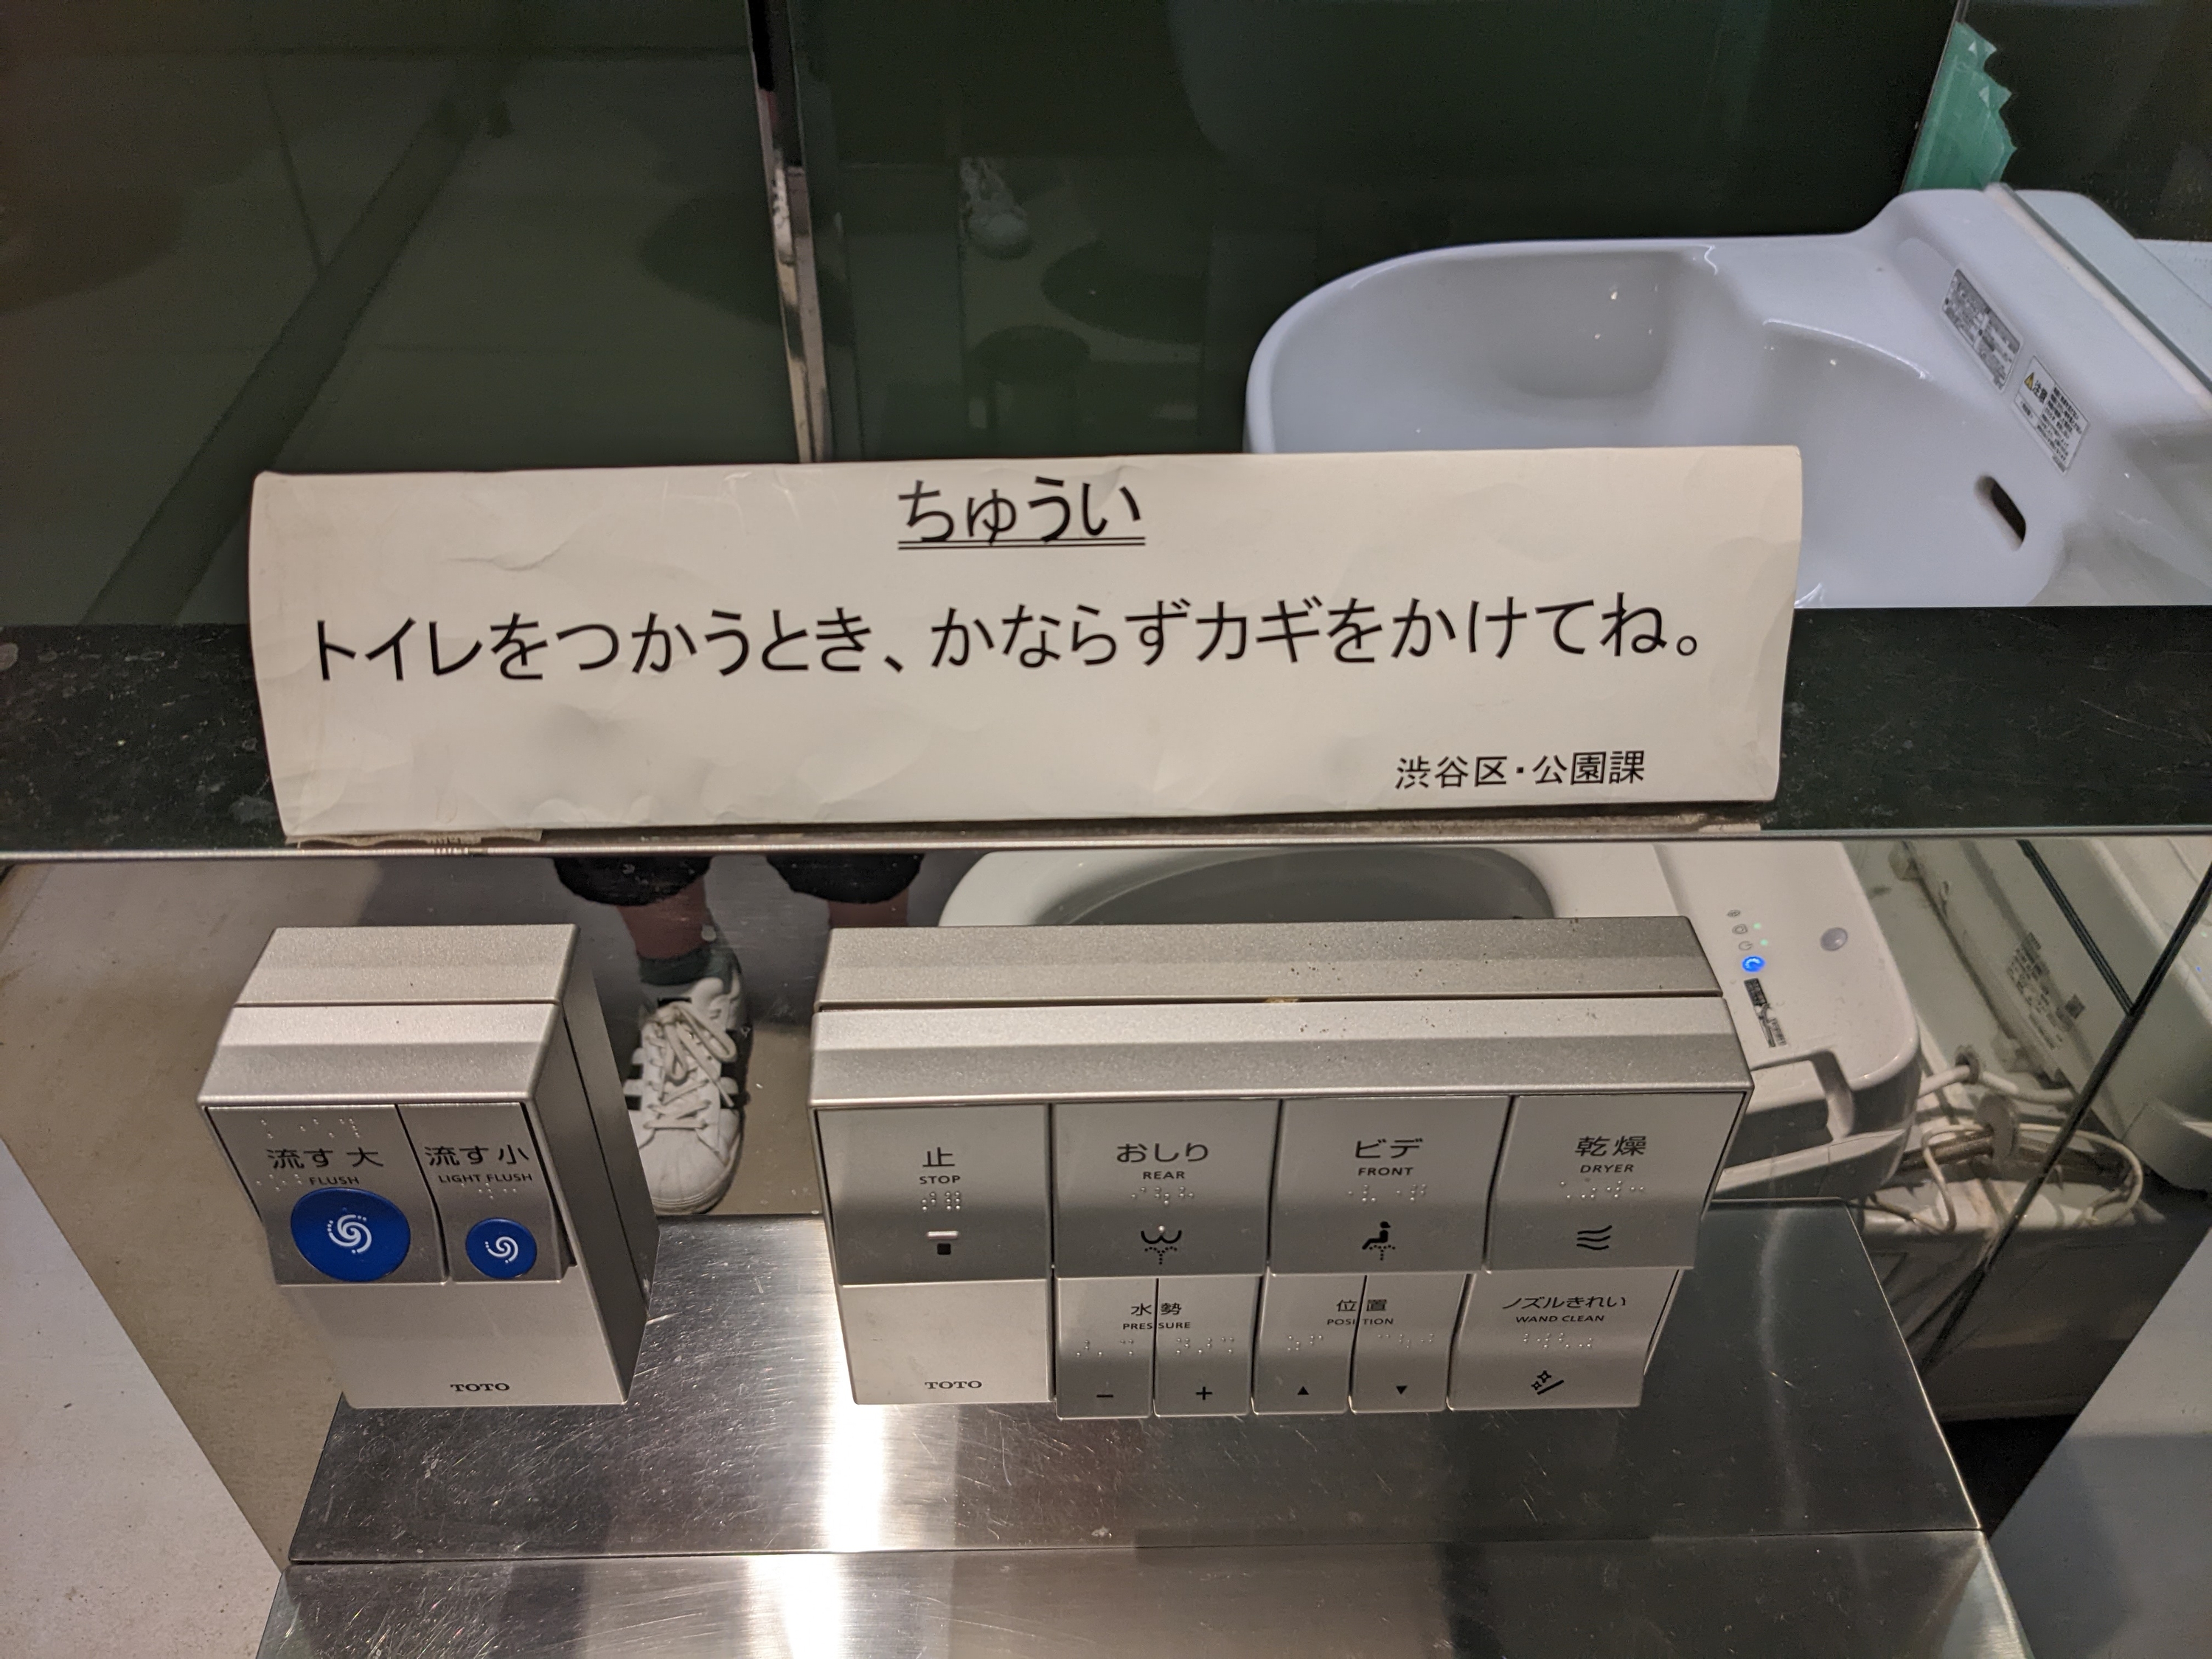 ちゅうい
トイレをつかうとき、かならずカギをかけてね。
渋谷区・公園課
注意
流す 大
FLUSH
流す 小
LIGHT FLUSH
TOTO
止
STOP
おしり
REAR
ビデ
FRONT
乾燥
DRYER
水勢
PRESSURE
－
＋
位置
POSITION
▲
▼
ノズルきれい
WAND CLEAN
TOTO